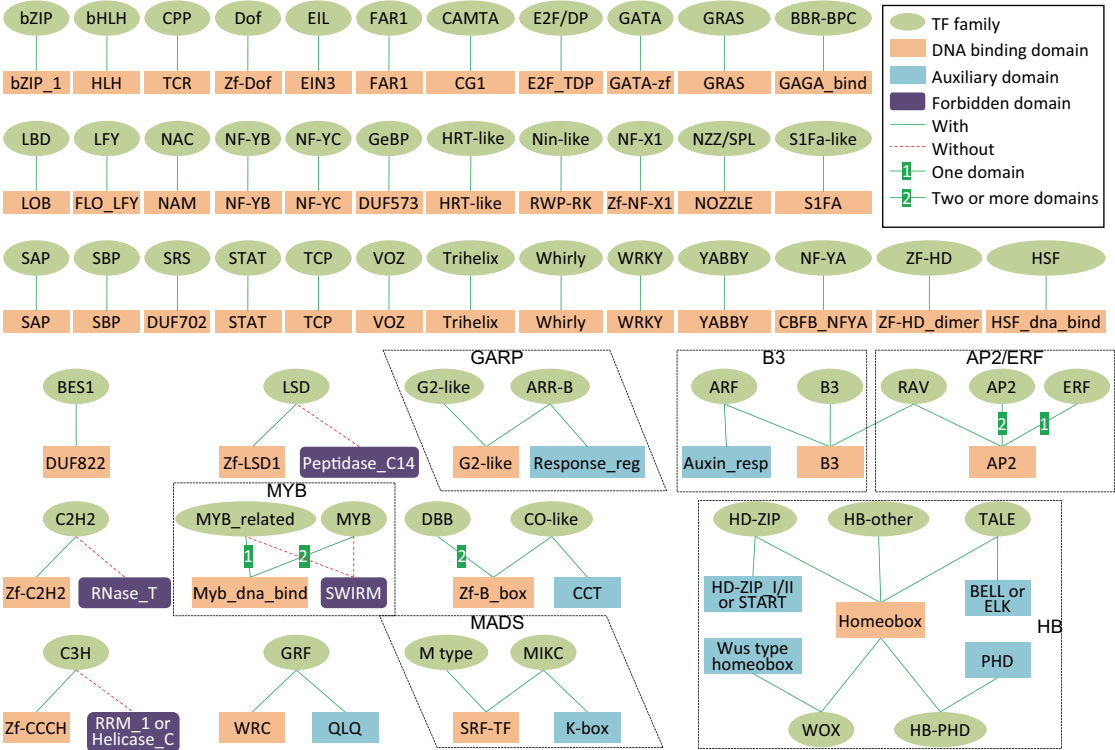 bZIP bHLH CPP Dof EIL FAR1 CAMTA E2F/DP GATA GRAS BBR-BPC
bZIP_1 HLH TCR Zf-Dof EIN3 FAR1 CG1 E2F_TDP GATA-zf GRAS GAGA_bind
TF family
DNA binding domain
Auxiliary domain
Forbidden domain
With
Without
1 One domain
2 Two or more domains
LBD LFY NAC NF-YB NF-YC GeBP HRT-like Nin-like NF-X1 NZZ/SPL S1Fa-like
LOB FLO_LFY NAM NF-YB NF-YC DUF573 HRT-like RWP-RK Zf-NF-X1 NOZZLE S1FA
SAP SBP SRS STAT TCP VOZ Trihelix Whirly WRKY YABBY NF-YA ZF-HD HSF
SAP SBP DUF702 STAT TCP VOZ Trihelix Whirly WRKY YABBY CBFB_NFYA ZF-HD_dimer HSF_dna_bind
BES1
DUF822
LSD
Zf-LSD1 Peptidase_C14
GARP
G2-like ARR-B
G2-like Response_reg
B3
ARF B3
Auxin_resp B3
AP2/ERF
RAV AP2 ERF
2 1
AP2
C2H2
Zf-C2H2 RNase_T
MYB
MYB_related MYB
1 2
Myb_dna_bind SWIRM
DBB CO-like
2
Zf-B_box CCT
HD-ZIP HB-other TALE
HD-ZIP_I/II
or START
BELL or
ELK
Homeobox
HB
Wus type
homeobox
PHD
WOX HB-PHD
C3H
Zf-CCCH RRM_1 or
Helicase_C
GRF
WRC QLQ
MADS
M type MIKC
SRF-TF K-box